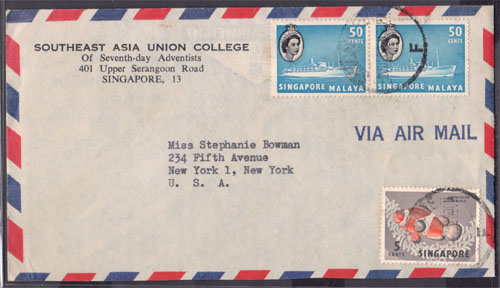 SOUTHEAST ASIA UNION COLLEGE
Of Seventh-day Adventists
401 Upper Serangoon Road
SINGAPORE, 13
50
CENTS
SINGAPORE MALAYA
50
CENTS
SINGAPORE MALAYA
F
VIA AIR MAIL
Miss Stephanie Bowman
234 Fifth Avenue
New York 1, New York
U. S. A.
5
CENTS
SINGAPORE
F